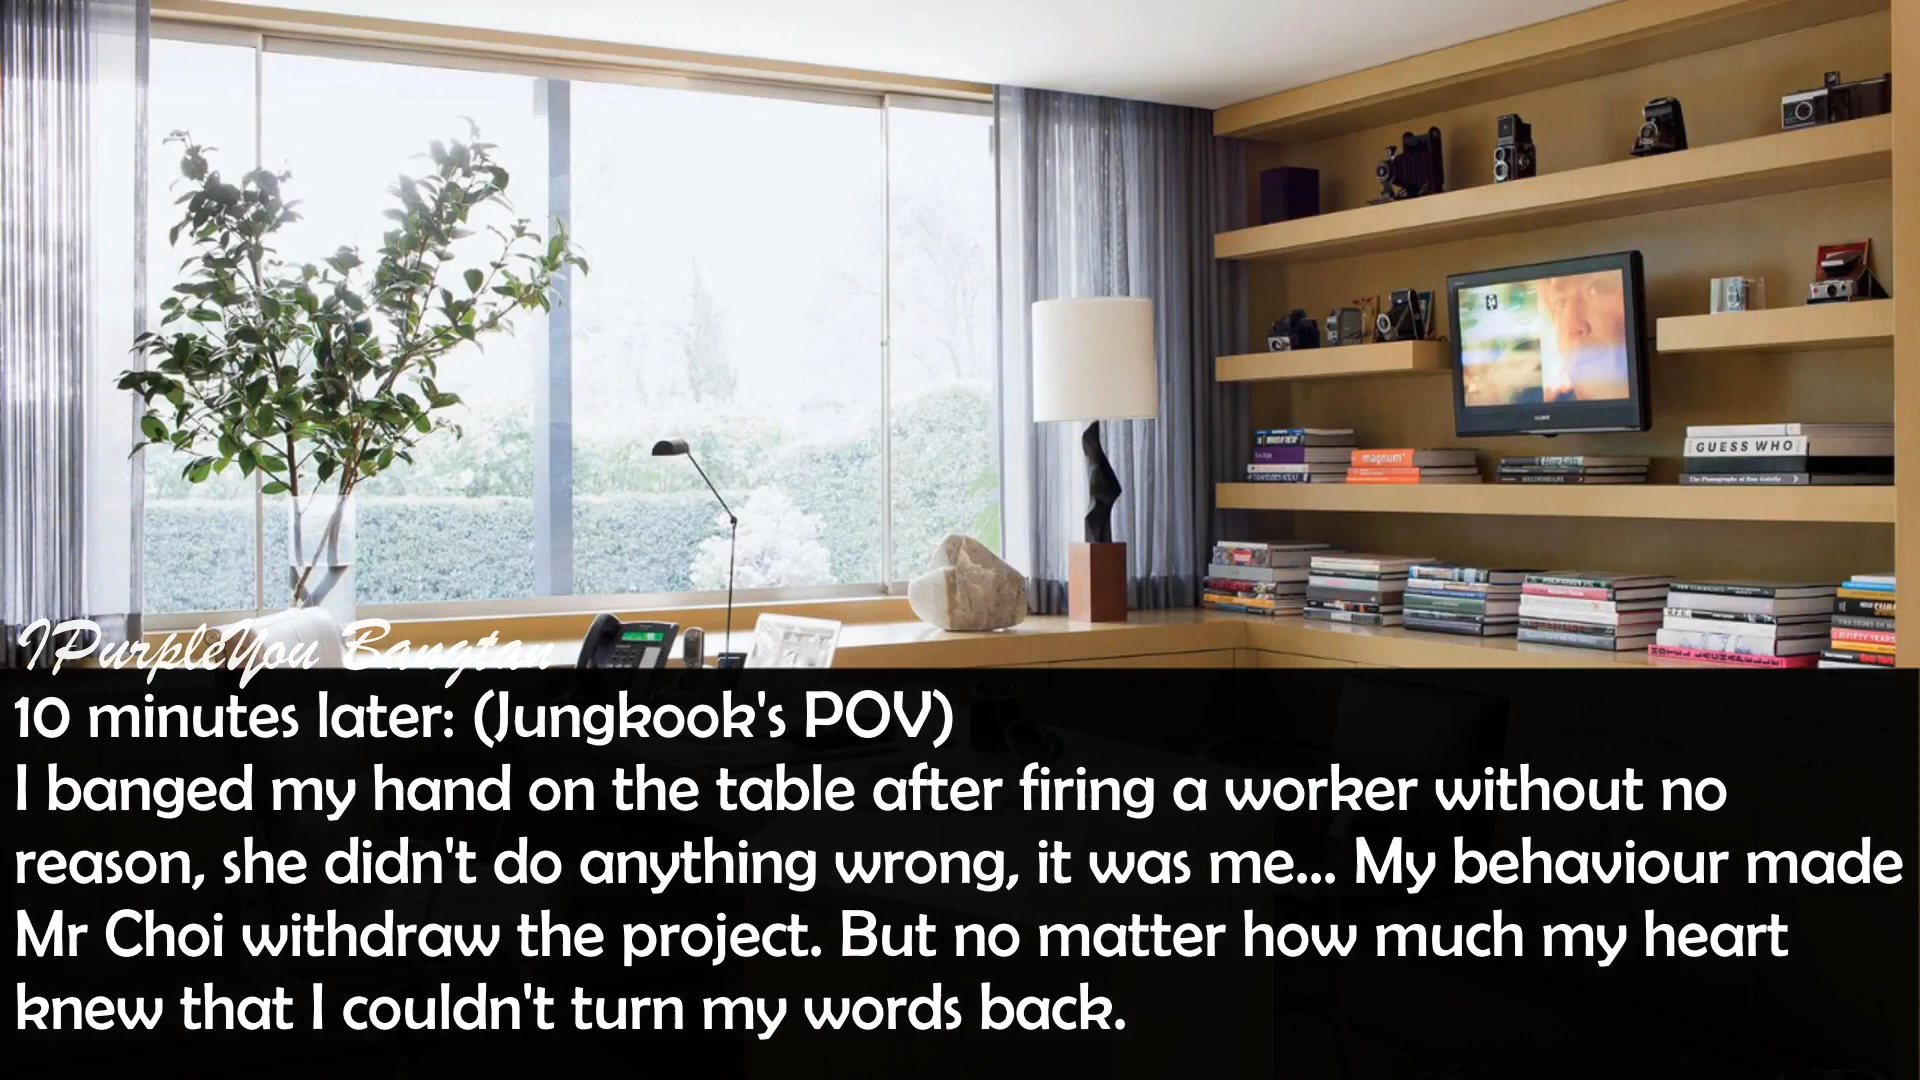 GUESS WHO
magnum
SONY
IPurpleYou Bangtan
10 minutes later: (Jungkook's POV)
I banged my hand on the table after firing a worker without no
reason, she didn't do anything wrong, it was me... My behaviour made
Mr Choi withdraw the project. But no matter how much my heart
knew that I couldn't turn my words back.